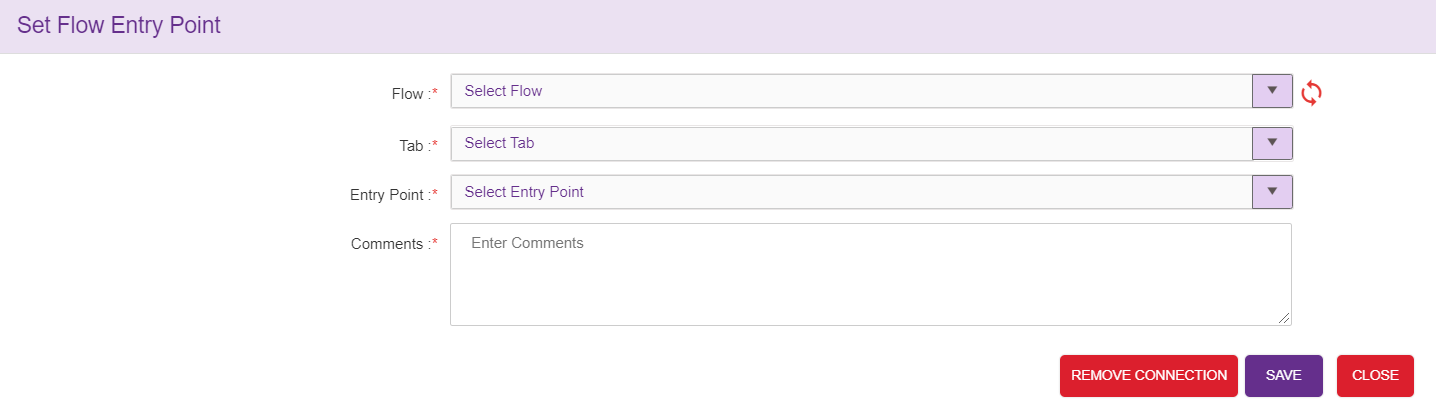 Set Flow Entry Point
Flow :* Select Flow
Tab :* Select Tab
Entry Point :* Select Entry Point
Comments :* Enter Comments
REMOVE CONNECTION SAVE CLOSE